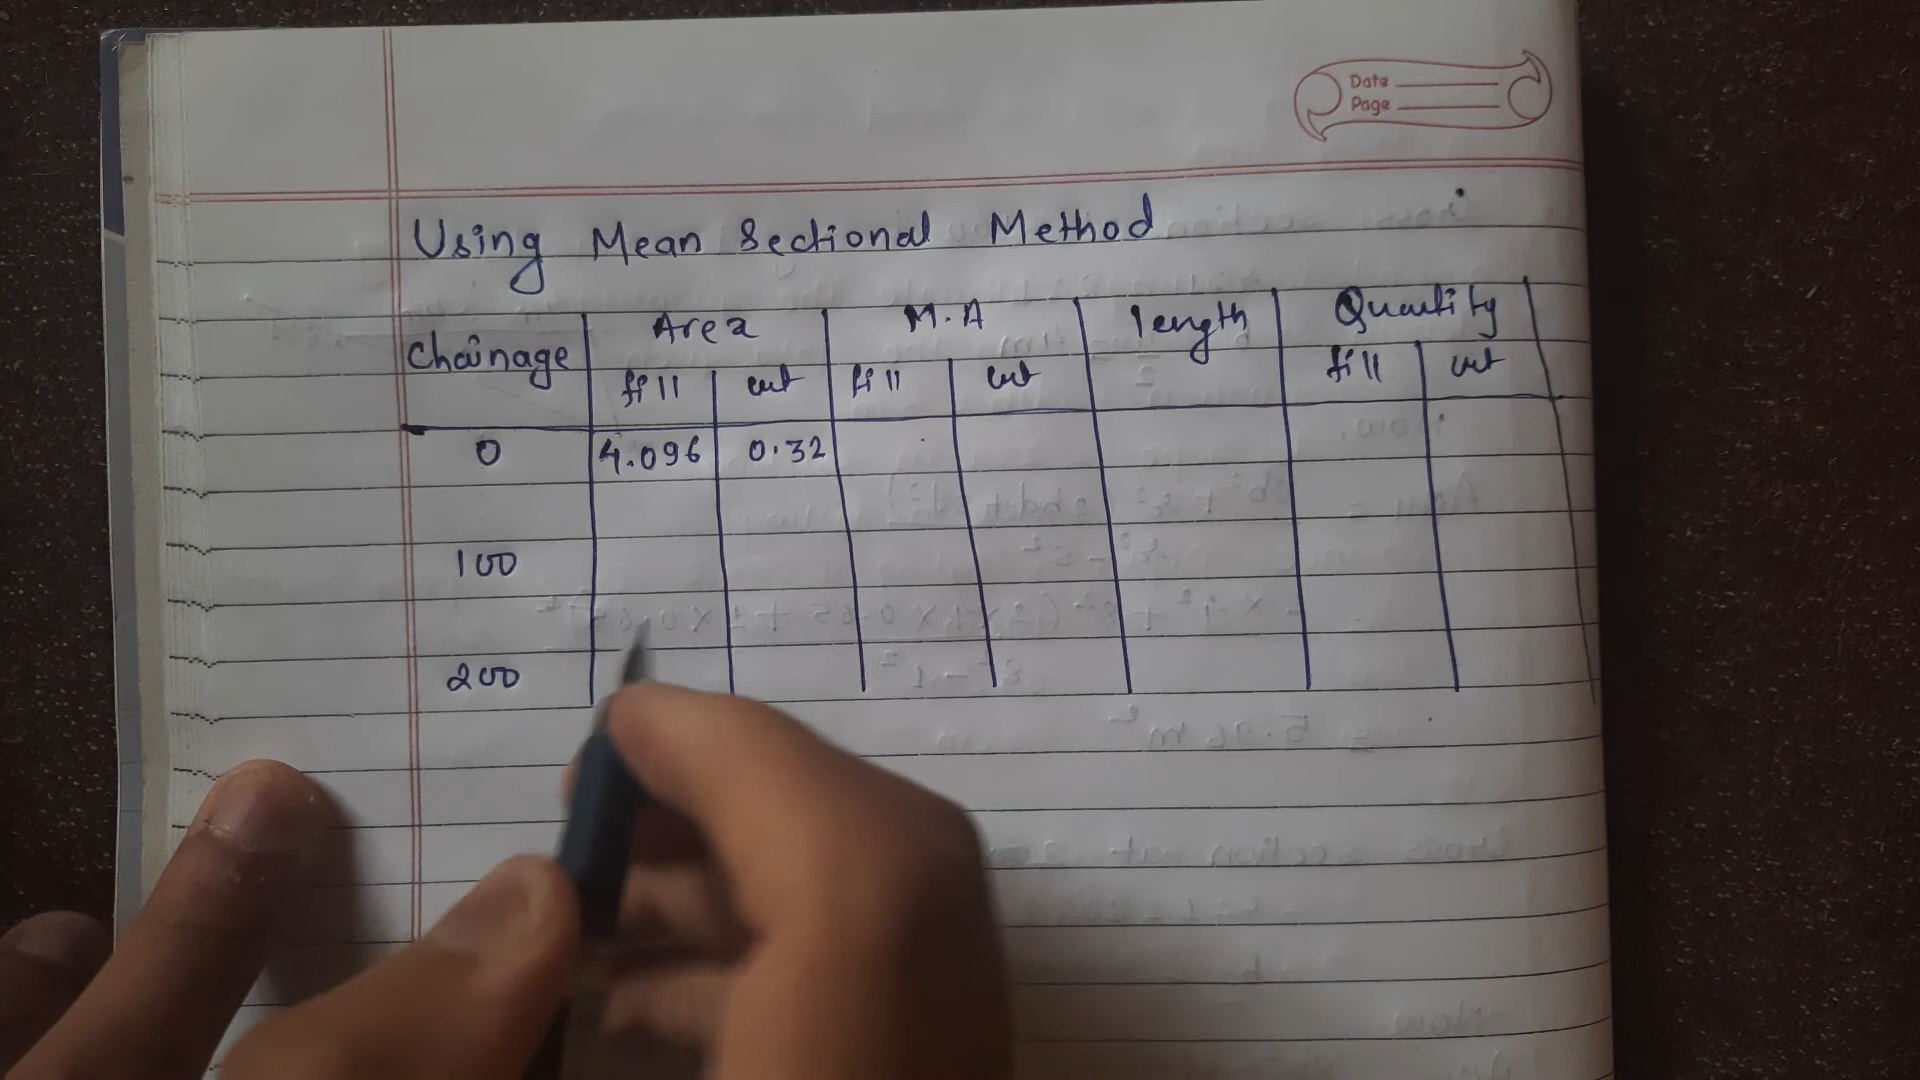 Date
Page
Using Mean Sectional Method
Chainage Area M.A length Quantity
fill cut fill cut fill cut
0 4.096 0.32
100
200